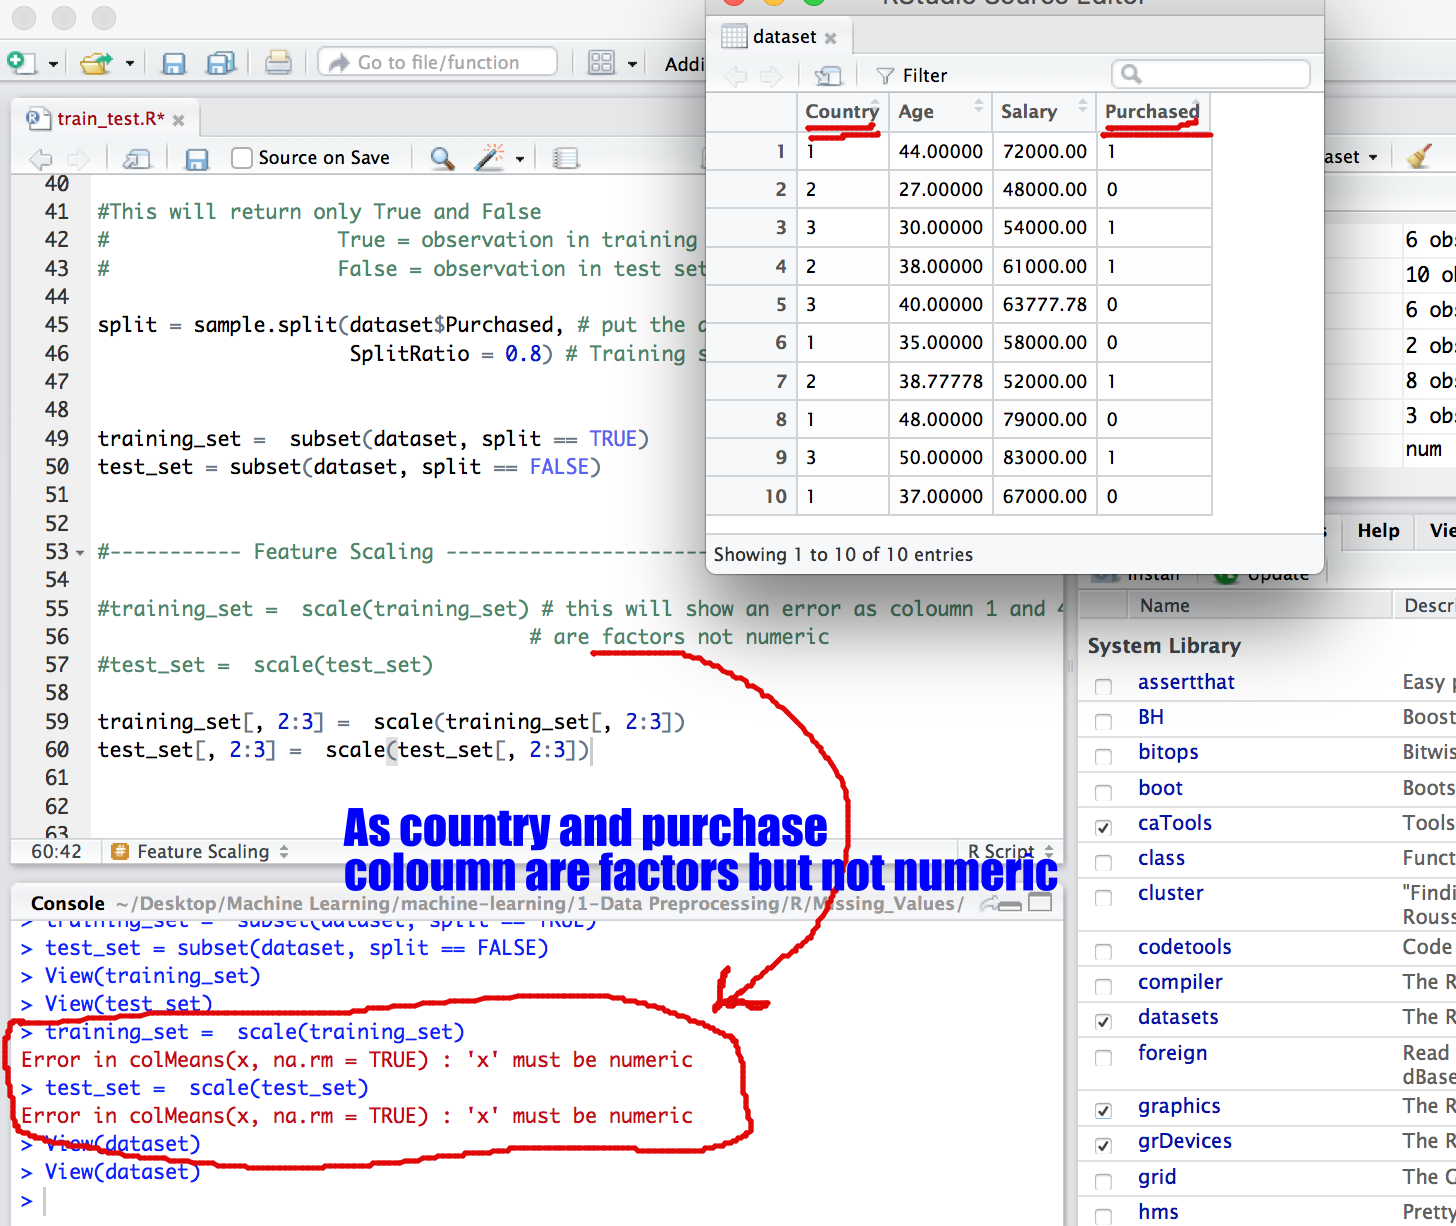 Go to file/function
Addi
train_test.R*
Source on Save
40
41 #This will return only True and False
42 # True = observation in training
43 # False = observation in test set
44
45 split = sample.split(dataset$Purchased, # put the
46 SplitRatio = 0.8) # Training
47
48
49 training_set = subset(dataset, split == TRUE)
50 test_set = subset(dataset, split == FALSE)
51
52
53 #----------- Feature Scaling ----------------------
54
55 #training_set = scale(training_set) # this will show an error as coloumn 1 and 4
56 # are factors not numeric
57 #test_set = scale(test_set)
58
59 training_set[, 2:3] = scale(training_set[, 2:3])
60 test_set[, 2:3] = scale(test_set[, 2:3])
61
62
63
60:42 # Feature Scaling R Script
As country and purchase
coloumn are factors but not numeric
Console ~/Desktop/Machine Learning/machine-learning/1-Data Preprocessing/R/Missing_Values/
> training_set = subset(dataset, split == TRUE)
> test_set = subset(dataset, split == FALSE)
> View(training_set)
> View(test_set)
> training_set = scale(training_set)
Error in colMeans(x, na.rm = TRUE) : 'x' must be numeric
> test_set = scale(test_set)
Error in colMeans(x, na.rm = TRUE) : 'x' must be numeric
> View(dataset)
> View(dataset)
>
RStudio Source Editor
dataset
Filter
Country Age Salary Purchased
1 1 44.00000 72000.00 1
2 2 27.00000 48000.00 0
3 3 30.00000 54000.00 1
4 2 38.00000 61000.00 1
5 3 40.00000 63777.78 0
6 1 35.00000 58000.00 0
7 2 38.77778 52000.00 1
8 1 48.00000 79000.00 0
9 3 50.00000 83000.00 1
10 1 37.00000 67000.00 0
Showing 1 to 10 of 10 entries
aset
6 ob
10 o
6 ob
2 ob
8 ob
3 ob
num
Help Vie
Install Update
Name Descri
System Library
assertthat Easy p
BH Boost
bitops Bitwis
boot Boots
caTools Tools
class Funct
cluster "Findi
Rouss
codetools Code
compiler The R
datasets The R
foreign Read
dBase
graphics The R
grDevices The R
grid The G
hms Pretty